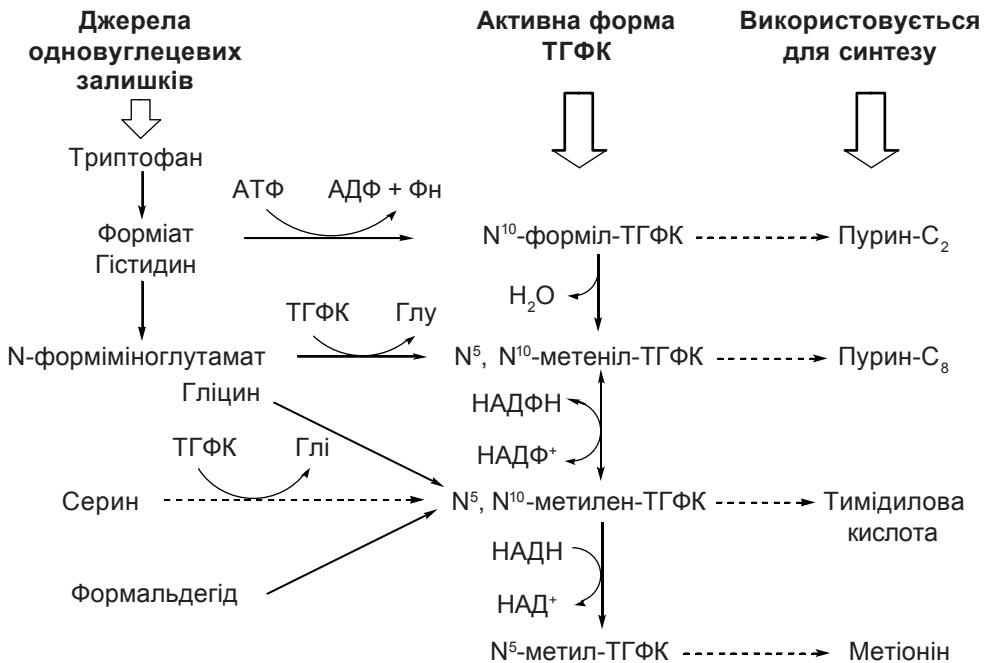 Джерела
одновуглецевих
залишків
Активна форма
ТГФК
Використовується
для синтезу
Триптофан
АТФ АДФ + Фн
Форміат
Гістидин
N¹⁰-форміл-ТГФК
Пурин-C₂
H₂O
ТГФК Глу
N-форміміноглутамат
N⁵, N¹⁰-метеніл-ТГФК
Пурин-C₈
Гліцин
НАДФН
НАДФ⁺
ТГФК Глі
Серин
N⁵, N¹⁰-метилен-ТГФК
Тимідилова
кислота
НАДН
НАД⁺
Формальдегід
N⁵-метил-ТГФК
Метіонін